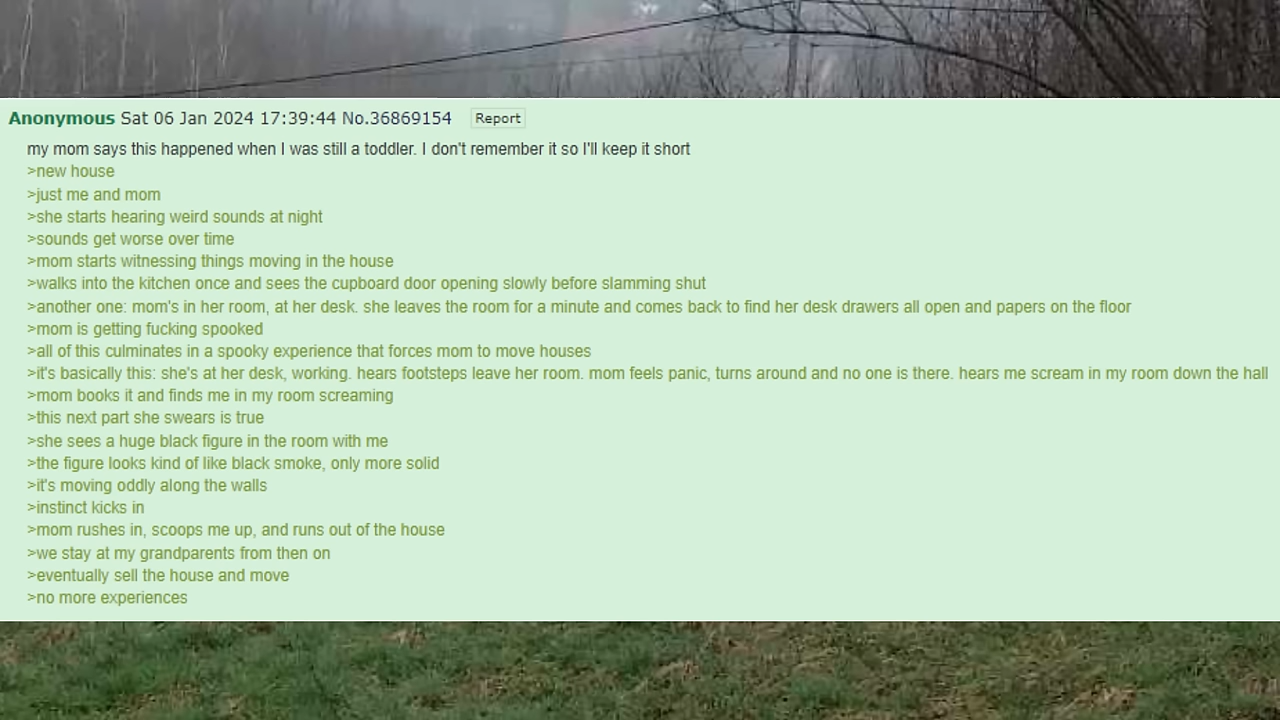 Anonymous Sat 06 Jan 2024 17:39:44 No.36869154 Report
my mom says this happened when I was still a toddler. I don't remember it so I'll keep it short
>new house
>just me and mom
>she starts hearing weird sounds at night
>sounds get worse over time
>mom starts witnessing things moving in the house
>walks into the kitchen once and sees the cupboard door opening slowly before slamming shut
>another one: mom's in her room, at her desk. she leaves the room for a minute and comes back to find her desk drawers all open and papers on the floor
>mom is getting fucking spooked
>all of this culminates in a spooky experience that forces mom to move houses
>it's basically this: she's at her desk, working. hears footsteps leave her room. mom feels panic, turns around and no one is there. hears me scream in my room down the hall
>mom books it and finds me in my room screaming
>this next part she swears is true
>she sees a huge black figure in the room with me
>the figure looks kind of like black smoke, only more solid
>it's moving oddly along the walls
>instinct kicks in
>mom rushes in, scoops me up, and runs out of the house
>we stay at my grandparents from then on
>eventually sell the house and move
>no more experiences